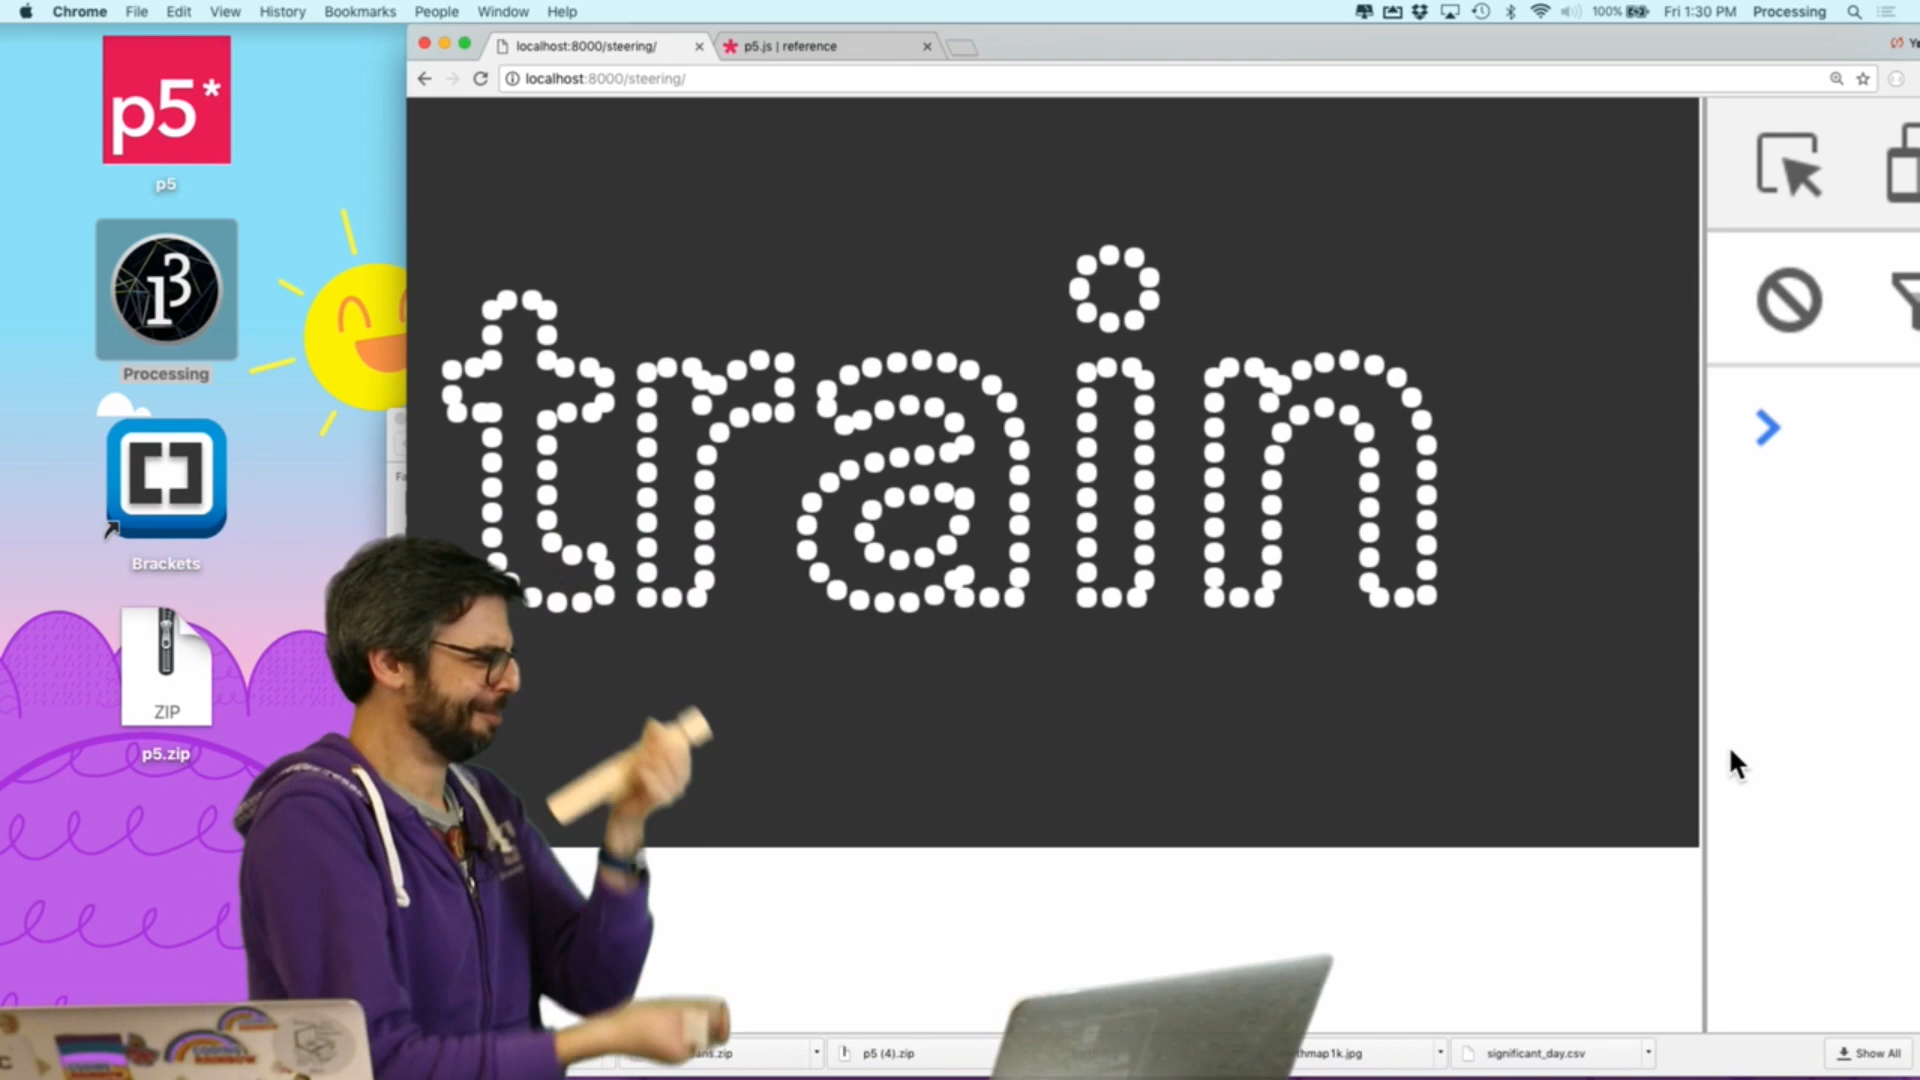 Chrome File Edit View History Bookmarks People Window Help
100% Fri 1:30 PM Processing
localhost:8000/steering/
p5.js | reference
localhost:8000/steering/
p5*
p5
Processing
Brackets
ZIP
p5.zip
train
p5 (4).zip
significant_day.csv
Show All